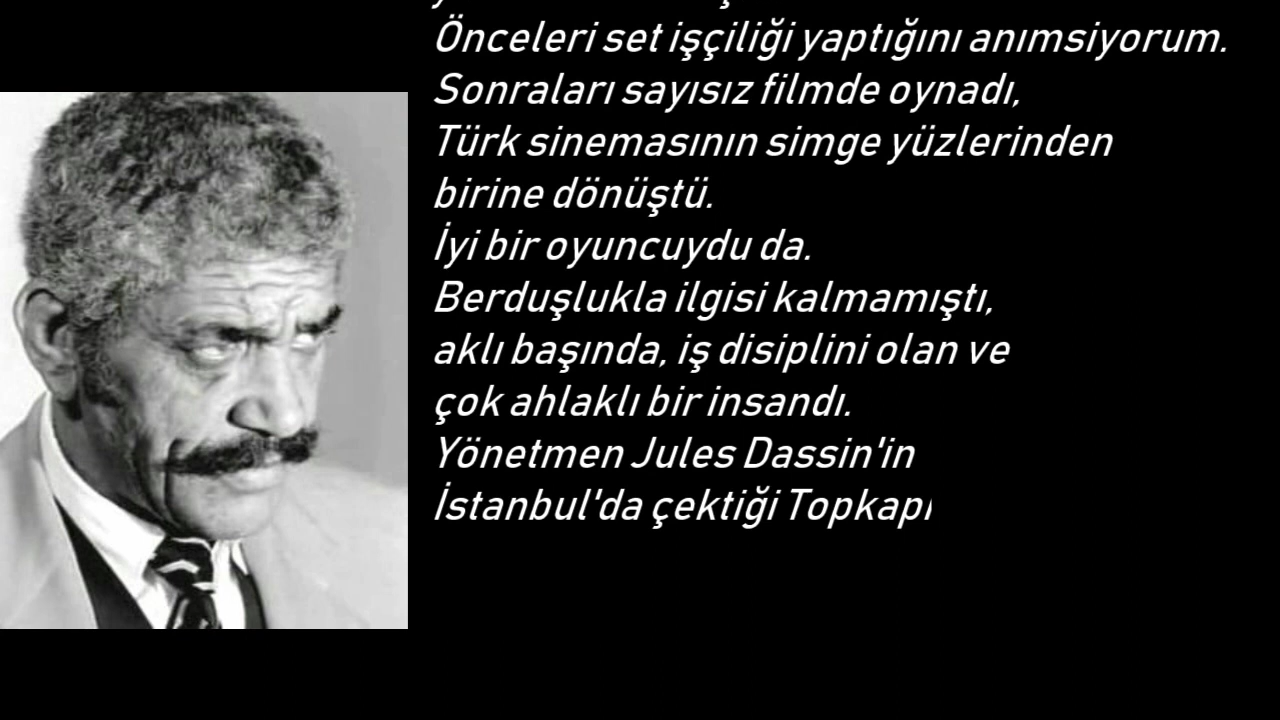 Önceleri set işçiliği yaptığını anımsiyorum.
Sonraları sayısız filmde oynadı,
Türk sinemasının simge yüzlerinden
birine dönüştü.
İyi bir oyuncuydu da.
Berduşlukla ilgisi kalmamıştı,
aklı başında, iş disiplini olan ve
çok ahlaklı bir insandı.
Yönetmen Jules Dassin'in
İstanbul'da çektiği Topkapı